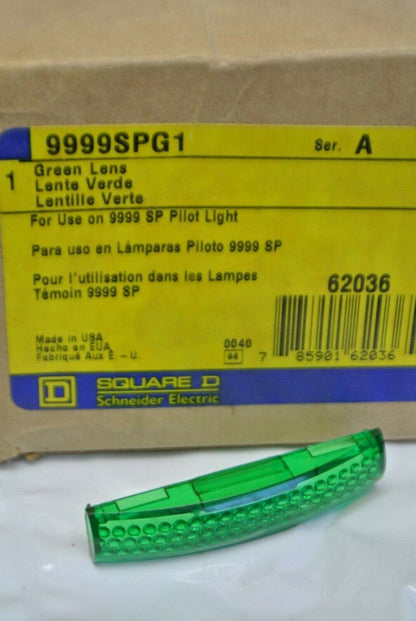 9999SPG1 Ser. A
1 Green Lens
Lente Verde
Lentille Verte
For Use on 9999 SP Pilot Light
Para uso en Lámparas Piloto 9999 SP
Pour l'utilisation dans les Lampes
Témoin 9999 SP
62036
Made in USA
Hecho en EUA
Fabriqué Aux E. - U.
0040
98
7 85901 62036
D SQUARE D
Schneider Electric